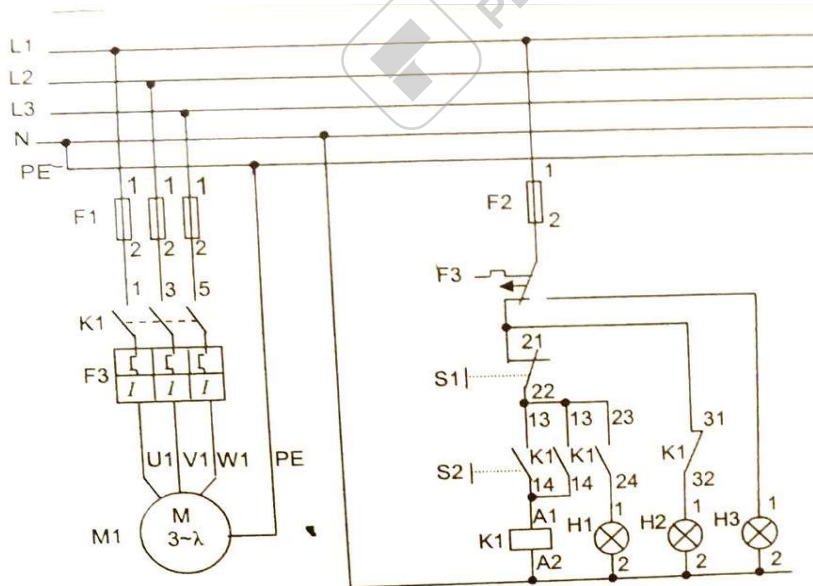 L1
L2
L3
N
PE
F1 1 1 1
2 2 2
K1 1 3 5
F3
I I I
U1 V1 W1 PE
M1
M
3~λ
F2 1
2
F3
21
S1
22
13 13 23 31
S2 K1 K1 K1
14 14 24 32
A1 H1 1 H2 1 H3 1
K1
A2 2 2 2